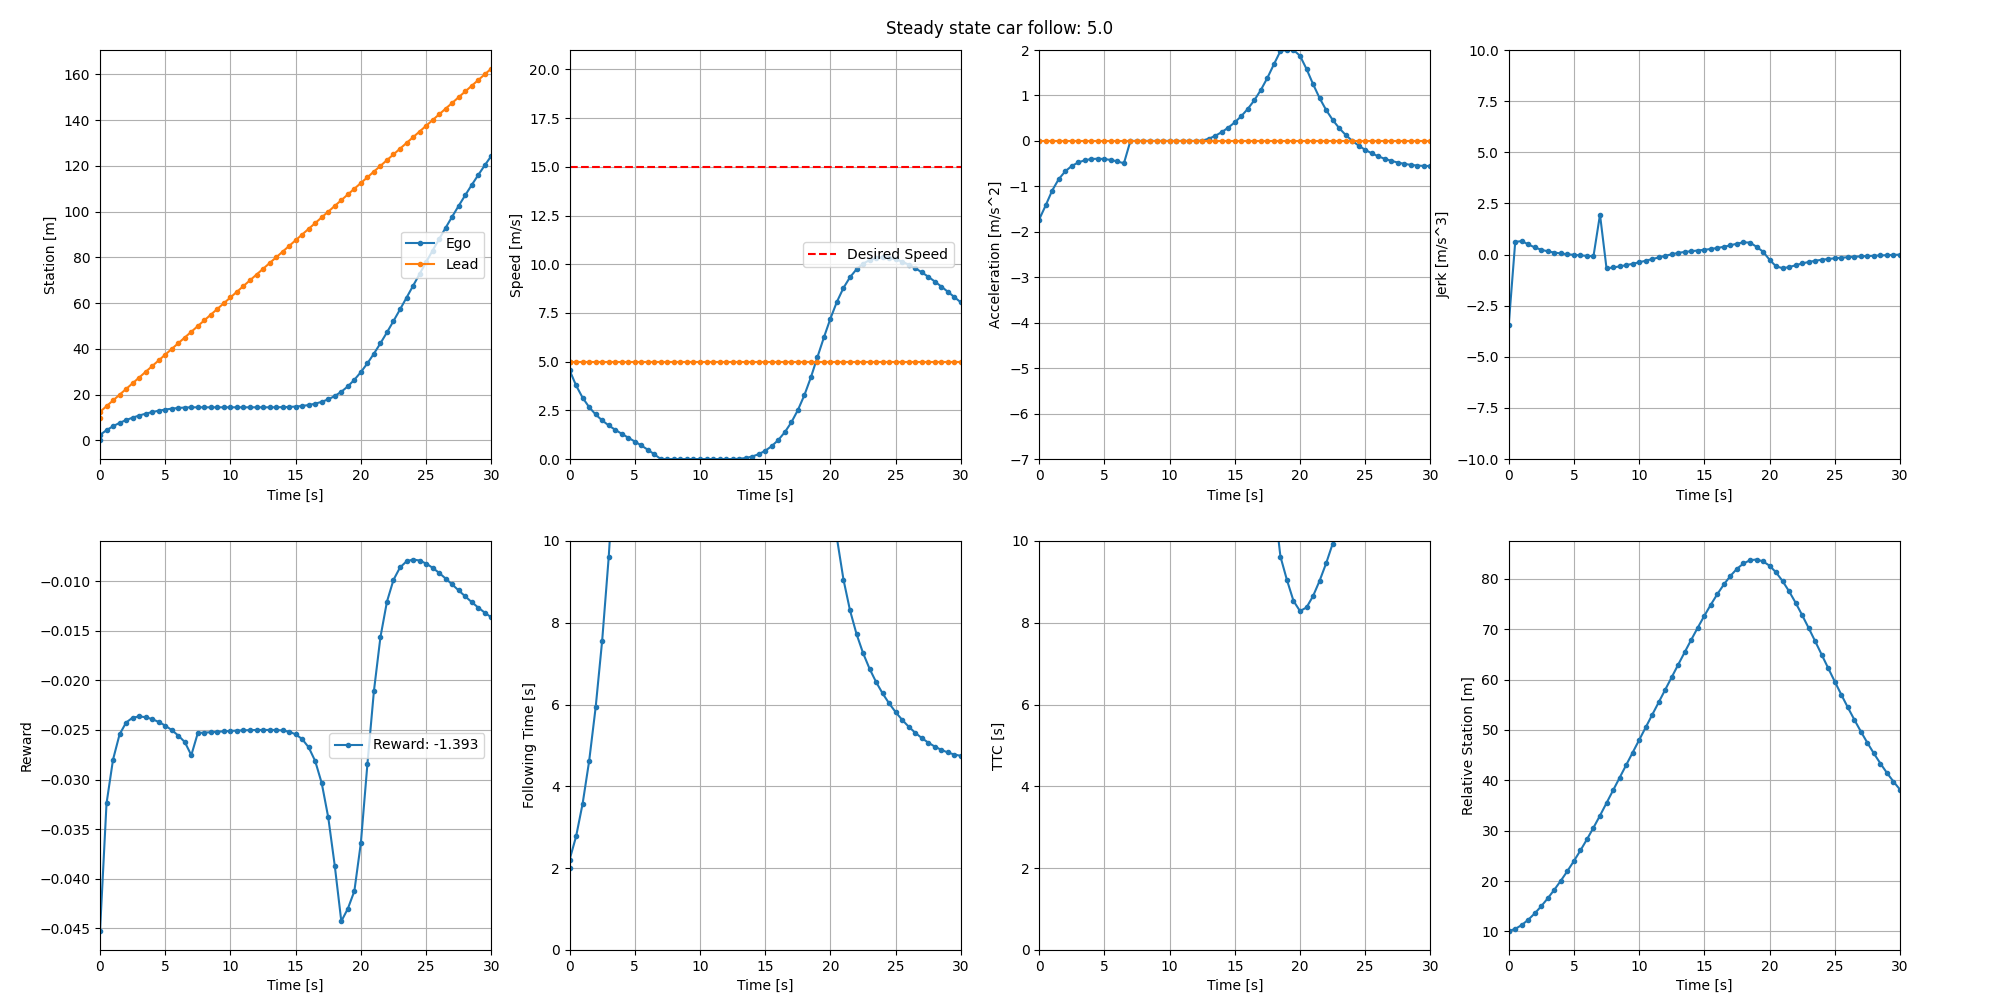 Steady state car follow: 5.0
Station [m]
160
140
120
100
80
60
40
20
0
Ego
Lead
0 5 10 15 20 25 30
Time [s]
Speed [m/s]
20.0
17.5
15.0
12.5
10.0
7.5
5.0
2.5
0.0
Desired Speed
0 5 10 15 20 25 30
Time [s]
Acceleration [m/s^2]
2
1
0
−1
−2
−3
−4
−5
−6
−7
0 5 10 15 20 25 30
Time [s]
Jerk [m/s^3]
10.0
7.5
5.0
2.5
0.0
−2.5
−5.0
−7.5
−10.0
0 5 10 15 20 25 30
Time [s]
Reward
−0.010
−0.015
−0.020
−0.025
−0.030
−0.035
−0.040
−0.045
Reward: -1.393
0 5 10 15 20 25 30
Time [s]
Following Time [s]
10
8
6
4
2
0
0 5 10 15 20 25 30
Time [s]
TTC [s]
10
8
6
4
2
0
0 5 10 15 20 25 30
Time [s]
Relative Station [m]
80
70
60
50
40
30
20
10
0 5 10 15 20 25 30
Time [s]